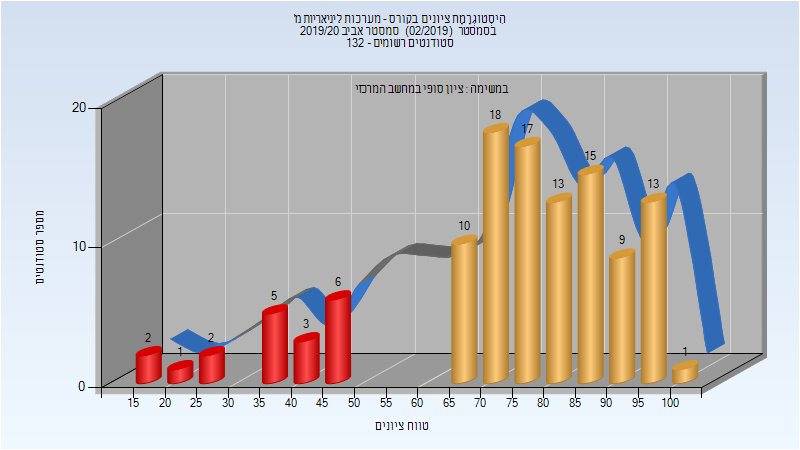 היסטוגרמת ציונים בקורס - מערכות ליניאריות מ'
בסמסטר (02/2019) סמסטר אביב 2019/20
סטודנטים רשומים - 132
במשימה : ציון סופי במחשב המרכזי
מספר סטודנטים
20
10
0
2
1
2
5
3
6
10
18
17
13
15
9
13
1
15 20 25 30 35 40 45 50 55 60 65 70 75 80 85 90 95 100
טווח ציונים